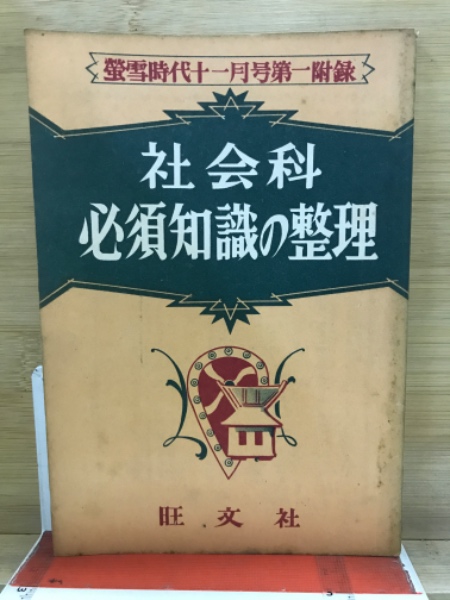 螢雪時代十一月号第一附録
社会科
必須知識の整理
旺文社